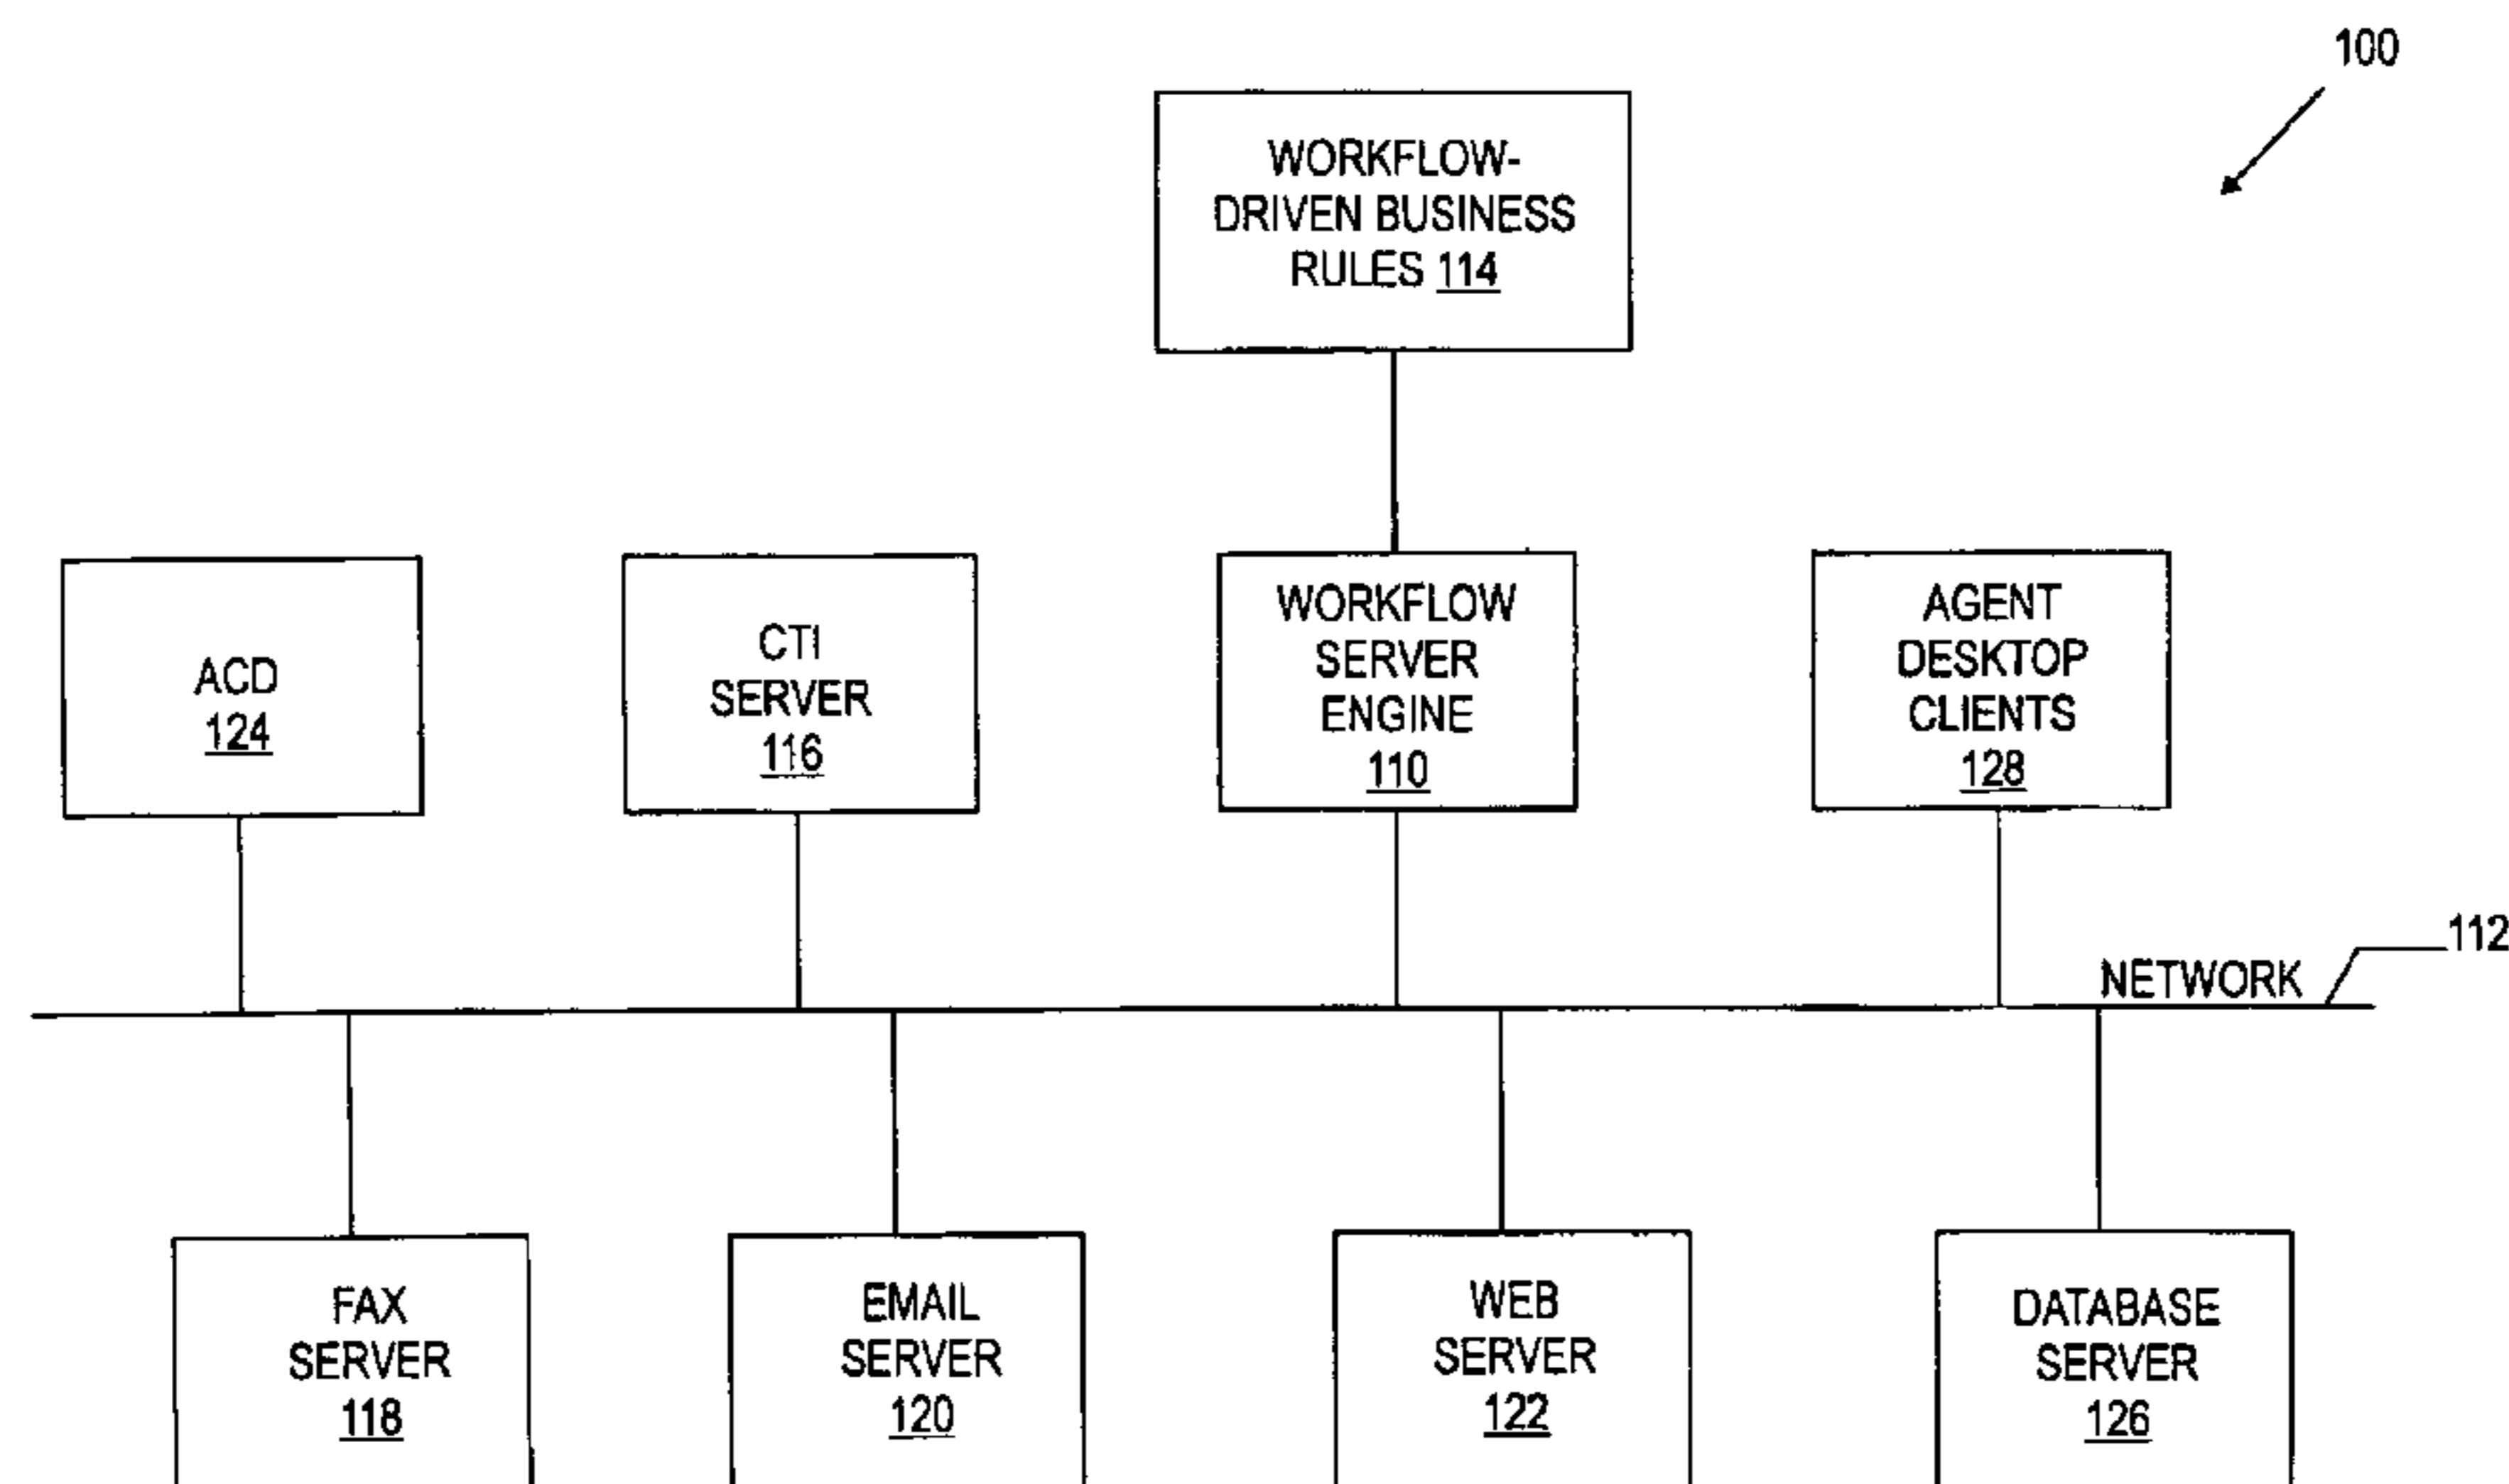 100
WORKFLOW-
DRIVEN BUSINESS
RULES 114
ACD
124
CTI
SERVER
116
WORKFLOW
SERVER
ENGINE
110
AGENT
DESKTOP
CLIENTS
128
112
NETWORK
FAX
SERVER
118
EMAIL
SERVER
120
WEB
SERVER
122
DATABASE
SERVER
126